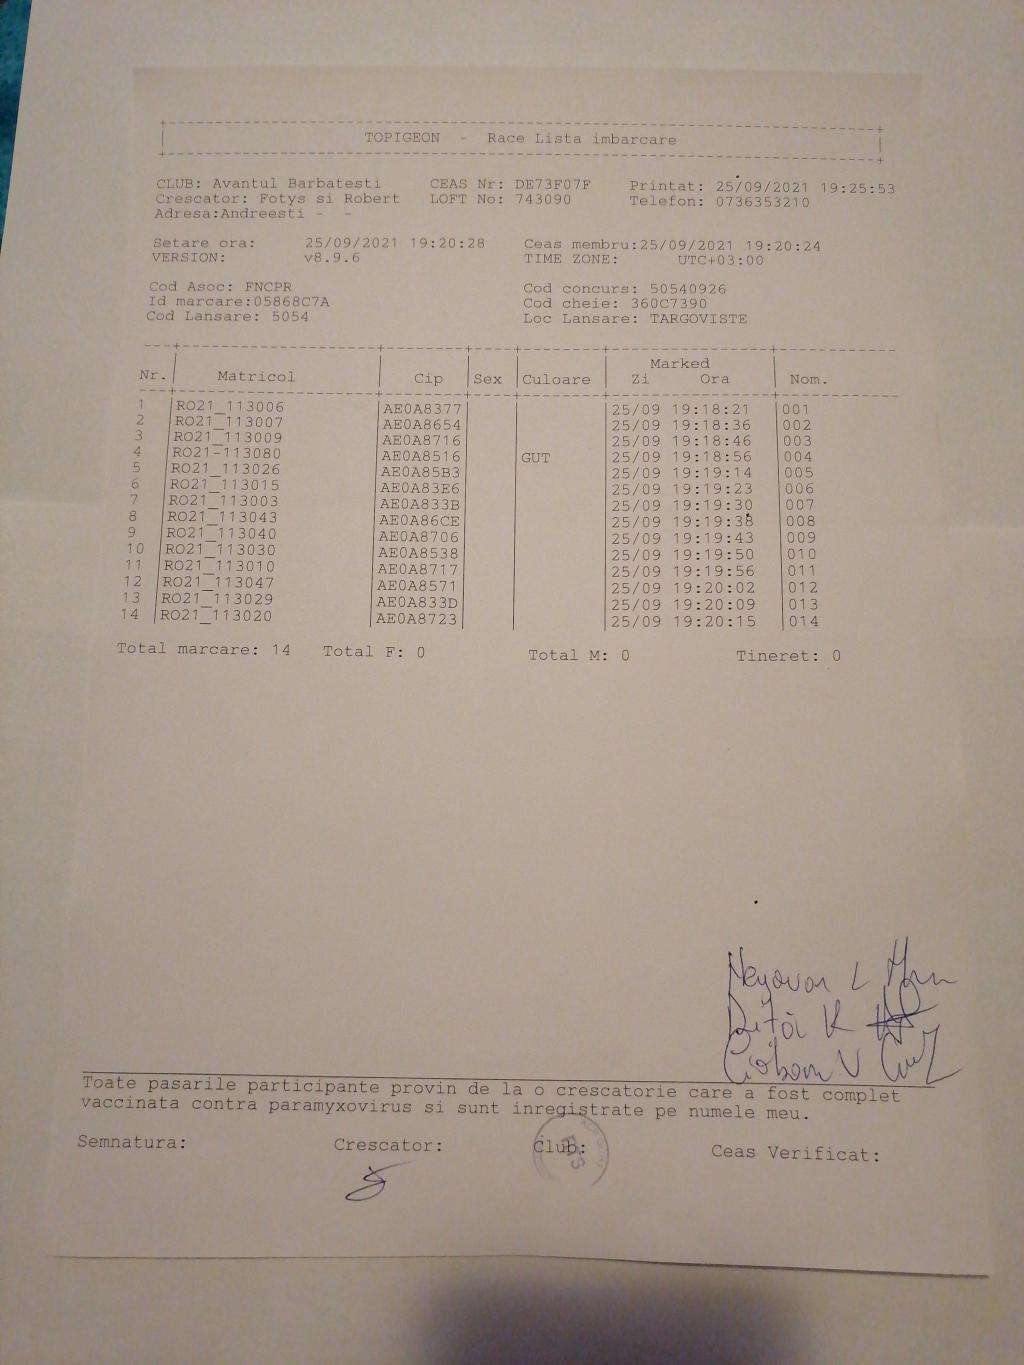 TOPIGEON - Race Lista imbarcare
CLUB: Avantul Barbatesti CEAS Nr: DE73F07F Printat: 25/09/2021 19:25:53
Crescator: Fotys si Robert LOFT No: 743090 Telefon: 0736353210
Adresa:Andreesti - -
Setare ora: 25/09/2021 19:20:28 Ceas membru:25/09/2021 19:20:24
VERSION: v8.9.6 TIME ZONE: UTC+03:00
Cod Asoc: FNCPR Cod concurs: 50540926
Id marcare:05868C7A Cod cheie: 360C7390
Cod Lansare: 5054 Loc Lansare: TARGOVISTE
Marked
Nr. Matricol Cip Sex Culoare Zi Ora Nom.
1 RO21_113006 AE0A8377 25/09 19:18:21 001
2 RO21_113007 AE0A8654 25/09 19:18:36 002
3 RO21_113009 AE0A8716 25/09 19:18:46 003
4 RO21-113080 AE0A8516 GUT 25/09 19:18:56 004
5 RO21_113026 AE0A85B3 25/09 19:19:14 005
6 RO21_113015 AE0A83E6 25/09 19:19:23 006
7 RO21_113003 AE0A833B 25/09 19:19:30 007
8 RO21_113043 AE0A86CE 25/09 19:19:38 008
9 RO21_113040 AE0A8706 25/09 19:19:43 009
10 RO21_113030 AE0A8538 25/09 19:19:50 010
11 RO21_113010 AE0A8717 25/09 19:19:56 011
12 RO21_113047 AE0A8571 25/09 19:20:02 012
13 RO21_113029 AE0A833D 25/09 19:20:09 013
14 RO21_113020 AE0A8723 25/09 19:20:15 014
Total marcare: 14 Total F: 0 Total M: 0 Tineret: 0
Toate pasarile participante provin de la o crescatorie care a fost complet
vaccinata contra paramyxovirus si sunt inregistrate pe numele meu.
Semnatura: Crescator: Club: Ceas Verificat: